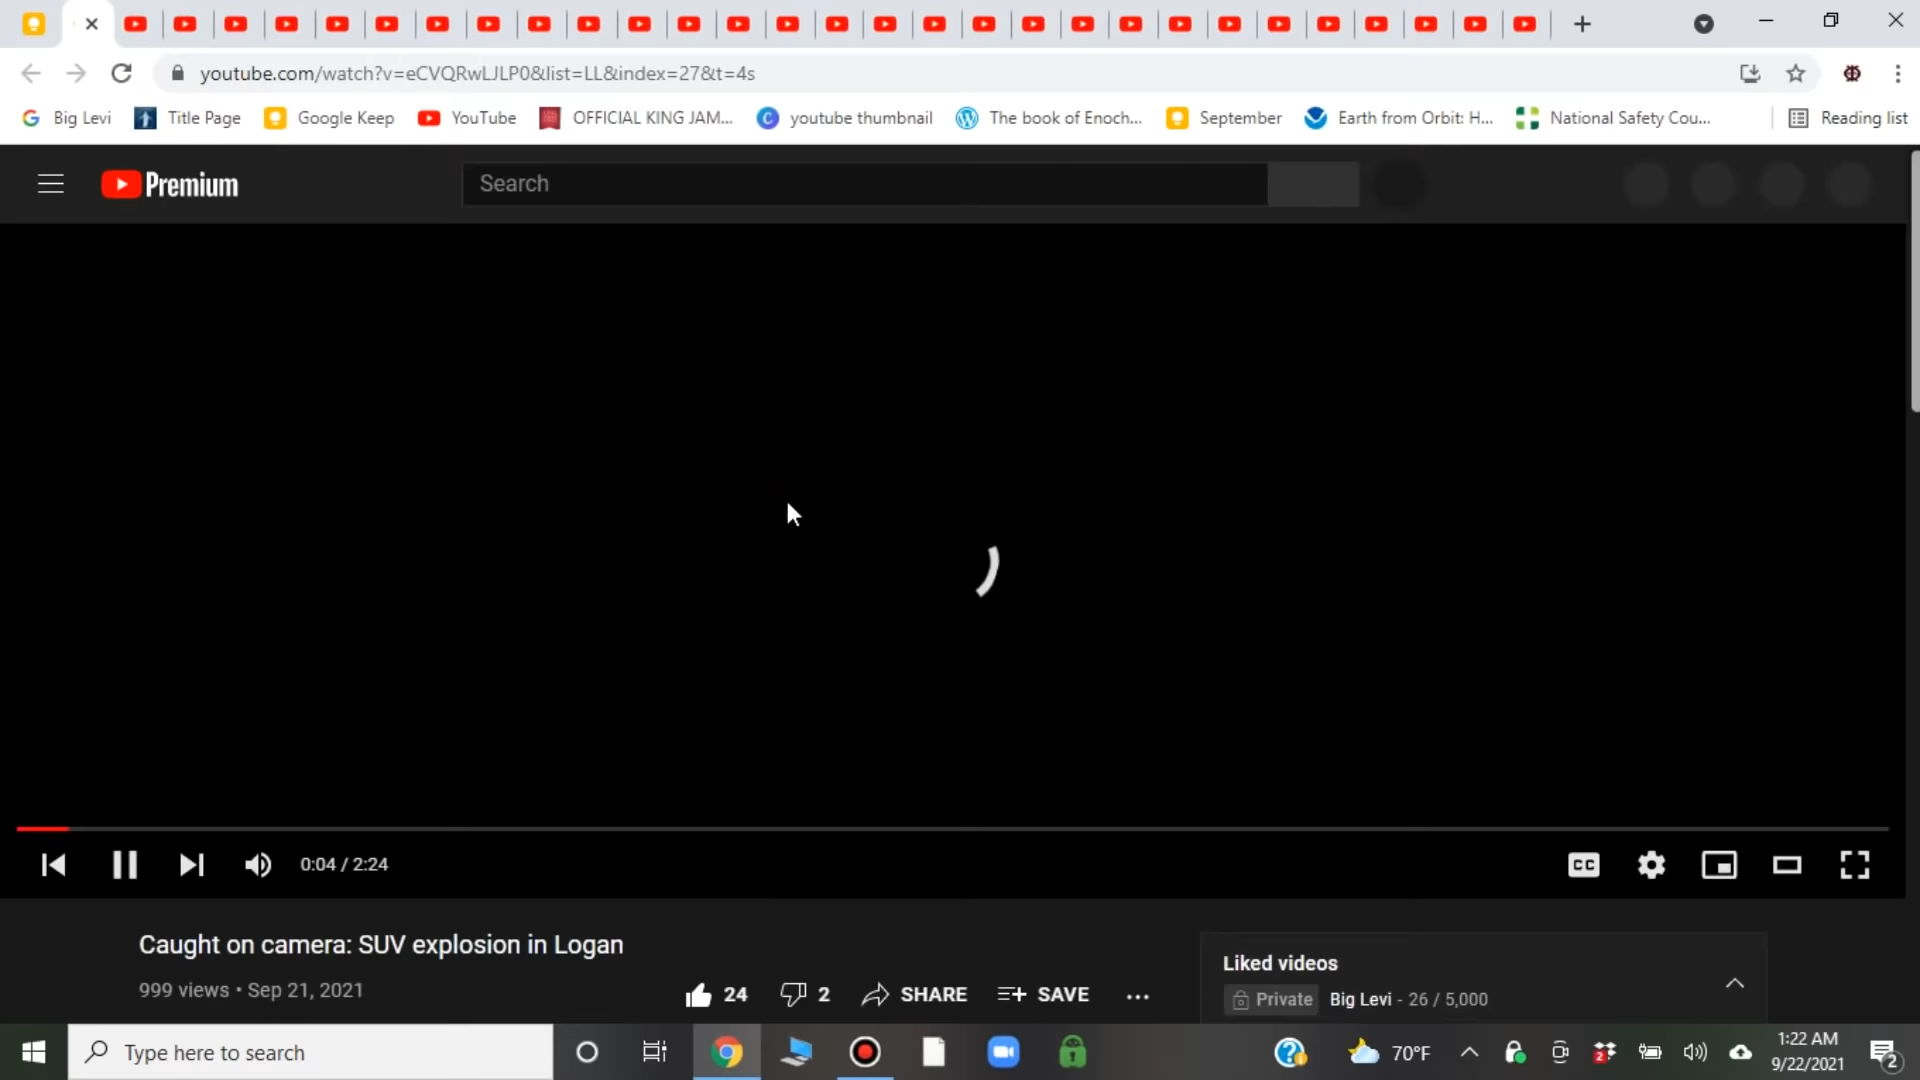 youtube.com/watch?v=eCVQRwLJLP0&list=LL&index=27&t=4s
Big Levi
Title Page
Google Keep
YouTube
OFFICIAL KING JAM...
youtube thumbnail
The book of Enoch...
September
Earth from Orbit: H...
National Safety Cou...
Reading list
Premium
Search
0:04 / 2:24
CC
Caught on camera: SUV explosion in Logan
999 views • Sep 21, 2021
24
2
SHARE
SAVE
Liked videos
Private
Big Levi - 26 / 5,000
Type here to search
70°F
2
1:22 AM
9/22/2021
2